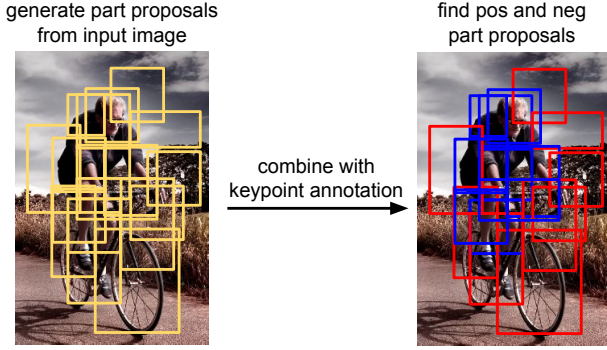 generate part proposals
from input image
find pos and neg
part proposals
combine with
keypoint annotation